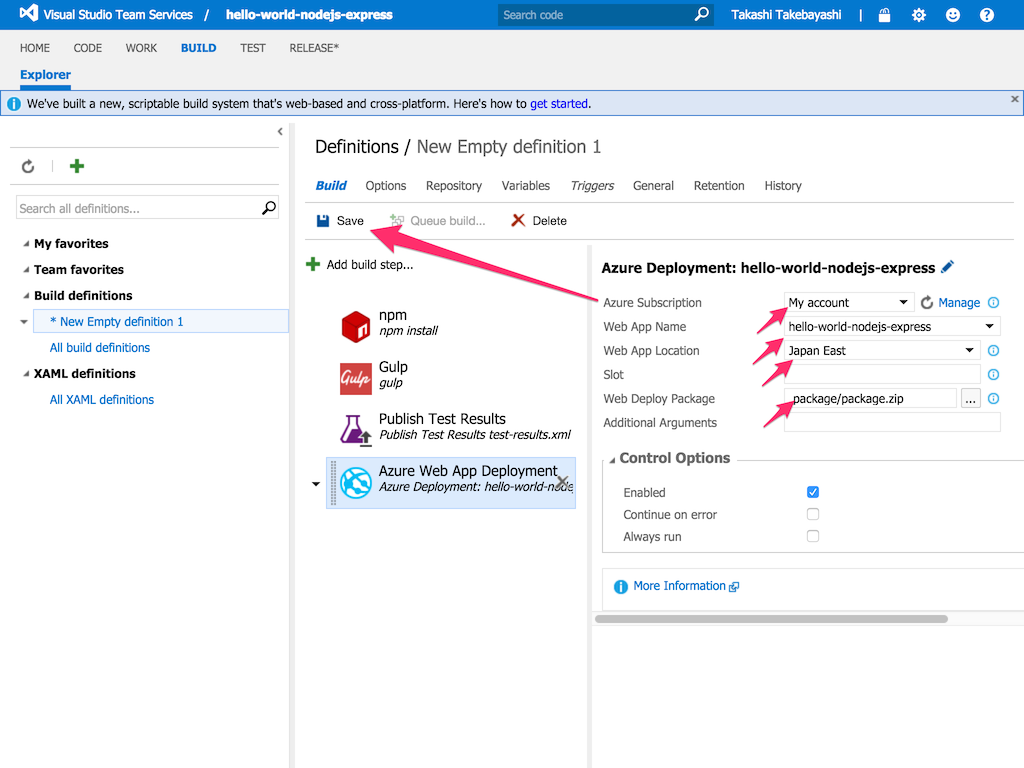 Visual Studio Team Services / hello-world-nodejs-express Search code Takashi Takebayashi |
HOME CODE WORK BUILD TEST RELEASE*
Explorer
We've built a new, scriptable build system that's web-based and cross-platform. Here's how to get started.
Search all definitions...
My favorites
Team favorites
Build definitions
* New Empty definition 1
All build definitions
XAML definitions
All XAML definitions
Definitions / New Empty definition 1
Build Options Repository Variables Triggers General Retention History
Save Queue build... Delete
Add build step...
npm
npm install
Gulp
gulp
Gulp
Publish Test Results
Publish Test Results test-results.xml
Azure Web App Deployment
Azure Deployment: hello-world-node
Azure Deployment: hello-world-nodejs-express
Azure Subscription My account Manage
Web App Name hello-world-nodejs-express
Web App Location Japan East
Slot
Web Deploy Package package/package.zip ...
Additional Arguments
Control Options
Enabled
Continue on error
Always run
More Information